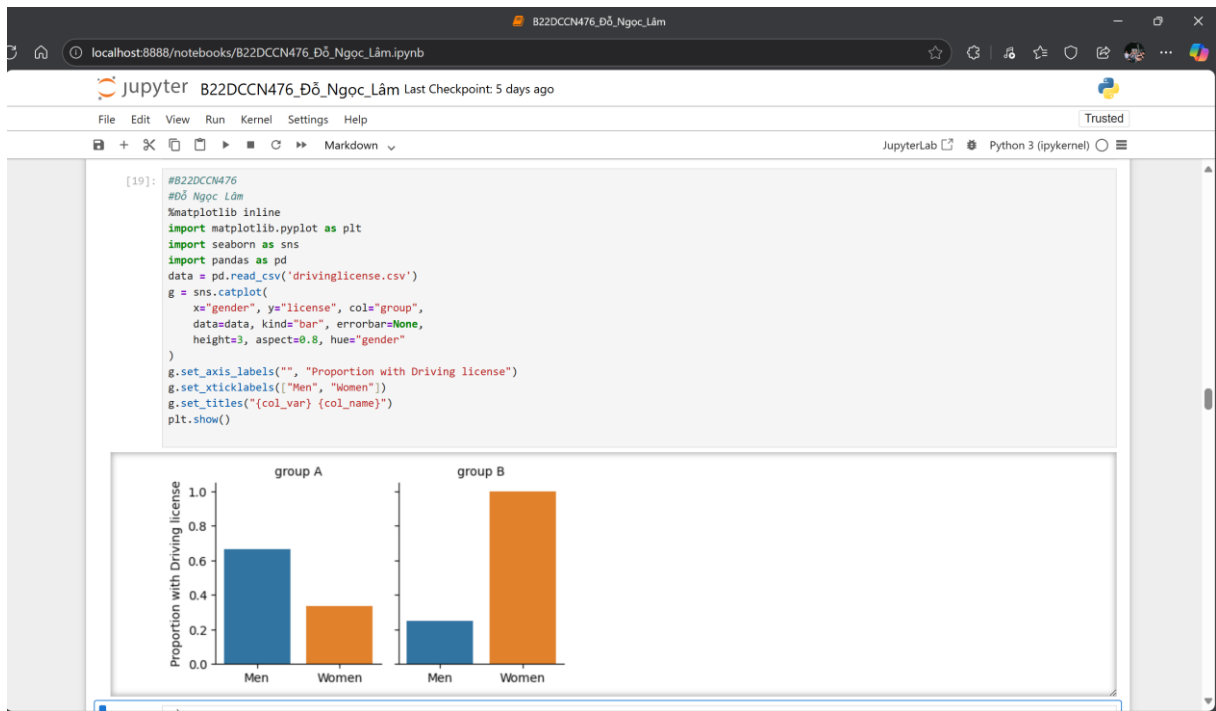 B22DCCN476_Đỗ_Ngọc_Lâm
localhost:8888/notebooks/B22DCCN476_Đỗ_Ngọc_Lâm.ipynb
jupyter B22DCCN476_Đỗ_Ngọc_Lâm Last Checkpoint: 5 days ago
File Edit View Run Kernel Settings Help Trusted
Markdown JupyterLab Python 3 (ipykernel)
[19]: #B22DCCN476
#Đỗ Ngọc Lâm
%matplotlib inline
import matplotlib.pyplot as plt
import seaborn as sns
import pandas as pd
data = pd.read_csv('drivinglicense.csv')
g = sns.catplot(
    x="gender", y="license", col="group",
    data=data, kind="bar", errorbar=None,
    height=3, aspect=0.8, hue="gender"
)
g.set_axis_labels("", "Proportion with Driving license")
g.set_xticklabels(["Men", "Women"])
g.set_titles("{col_var} {col_name}")
plt.show()
group A group B
Proportion with Driving license
1.0
0.8
0.6
0.4
0.2
0.0
Men Women Men Women